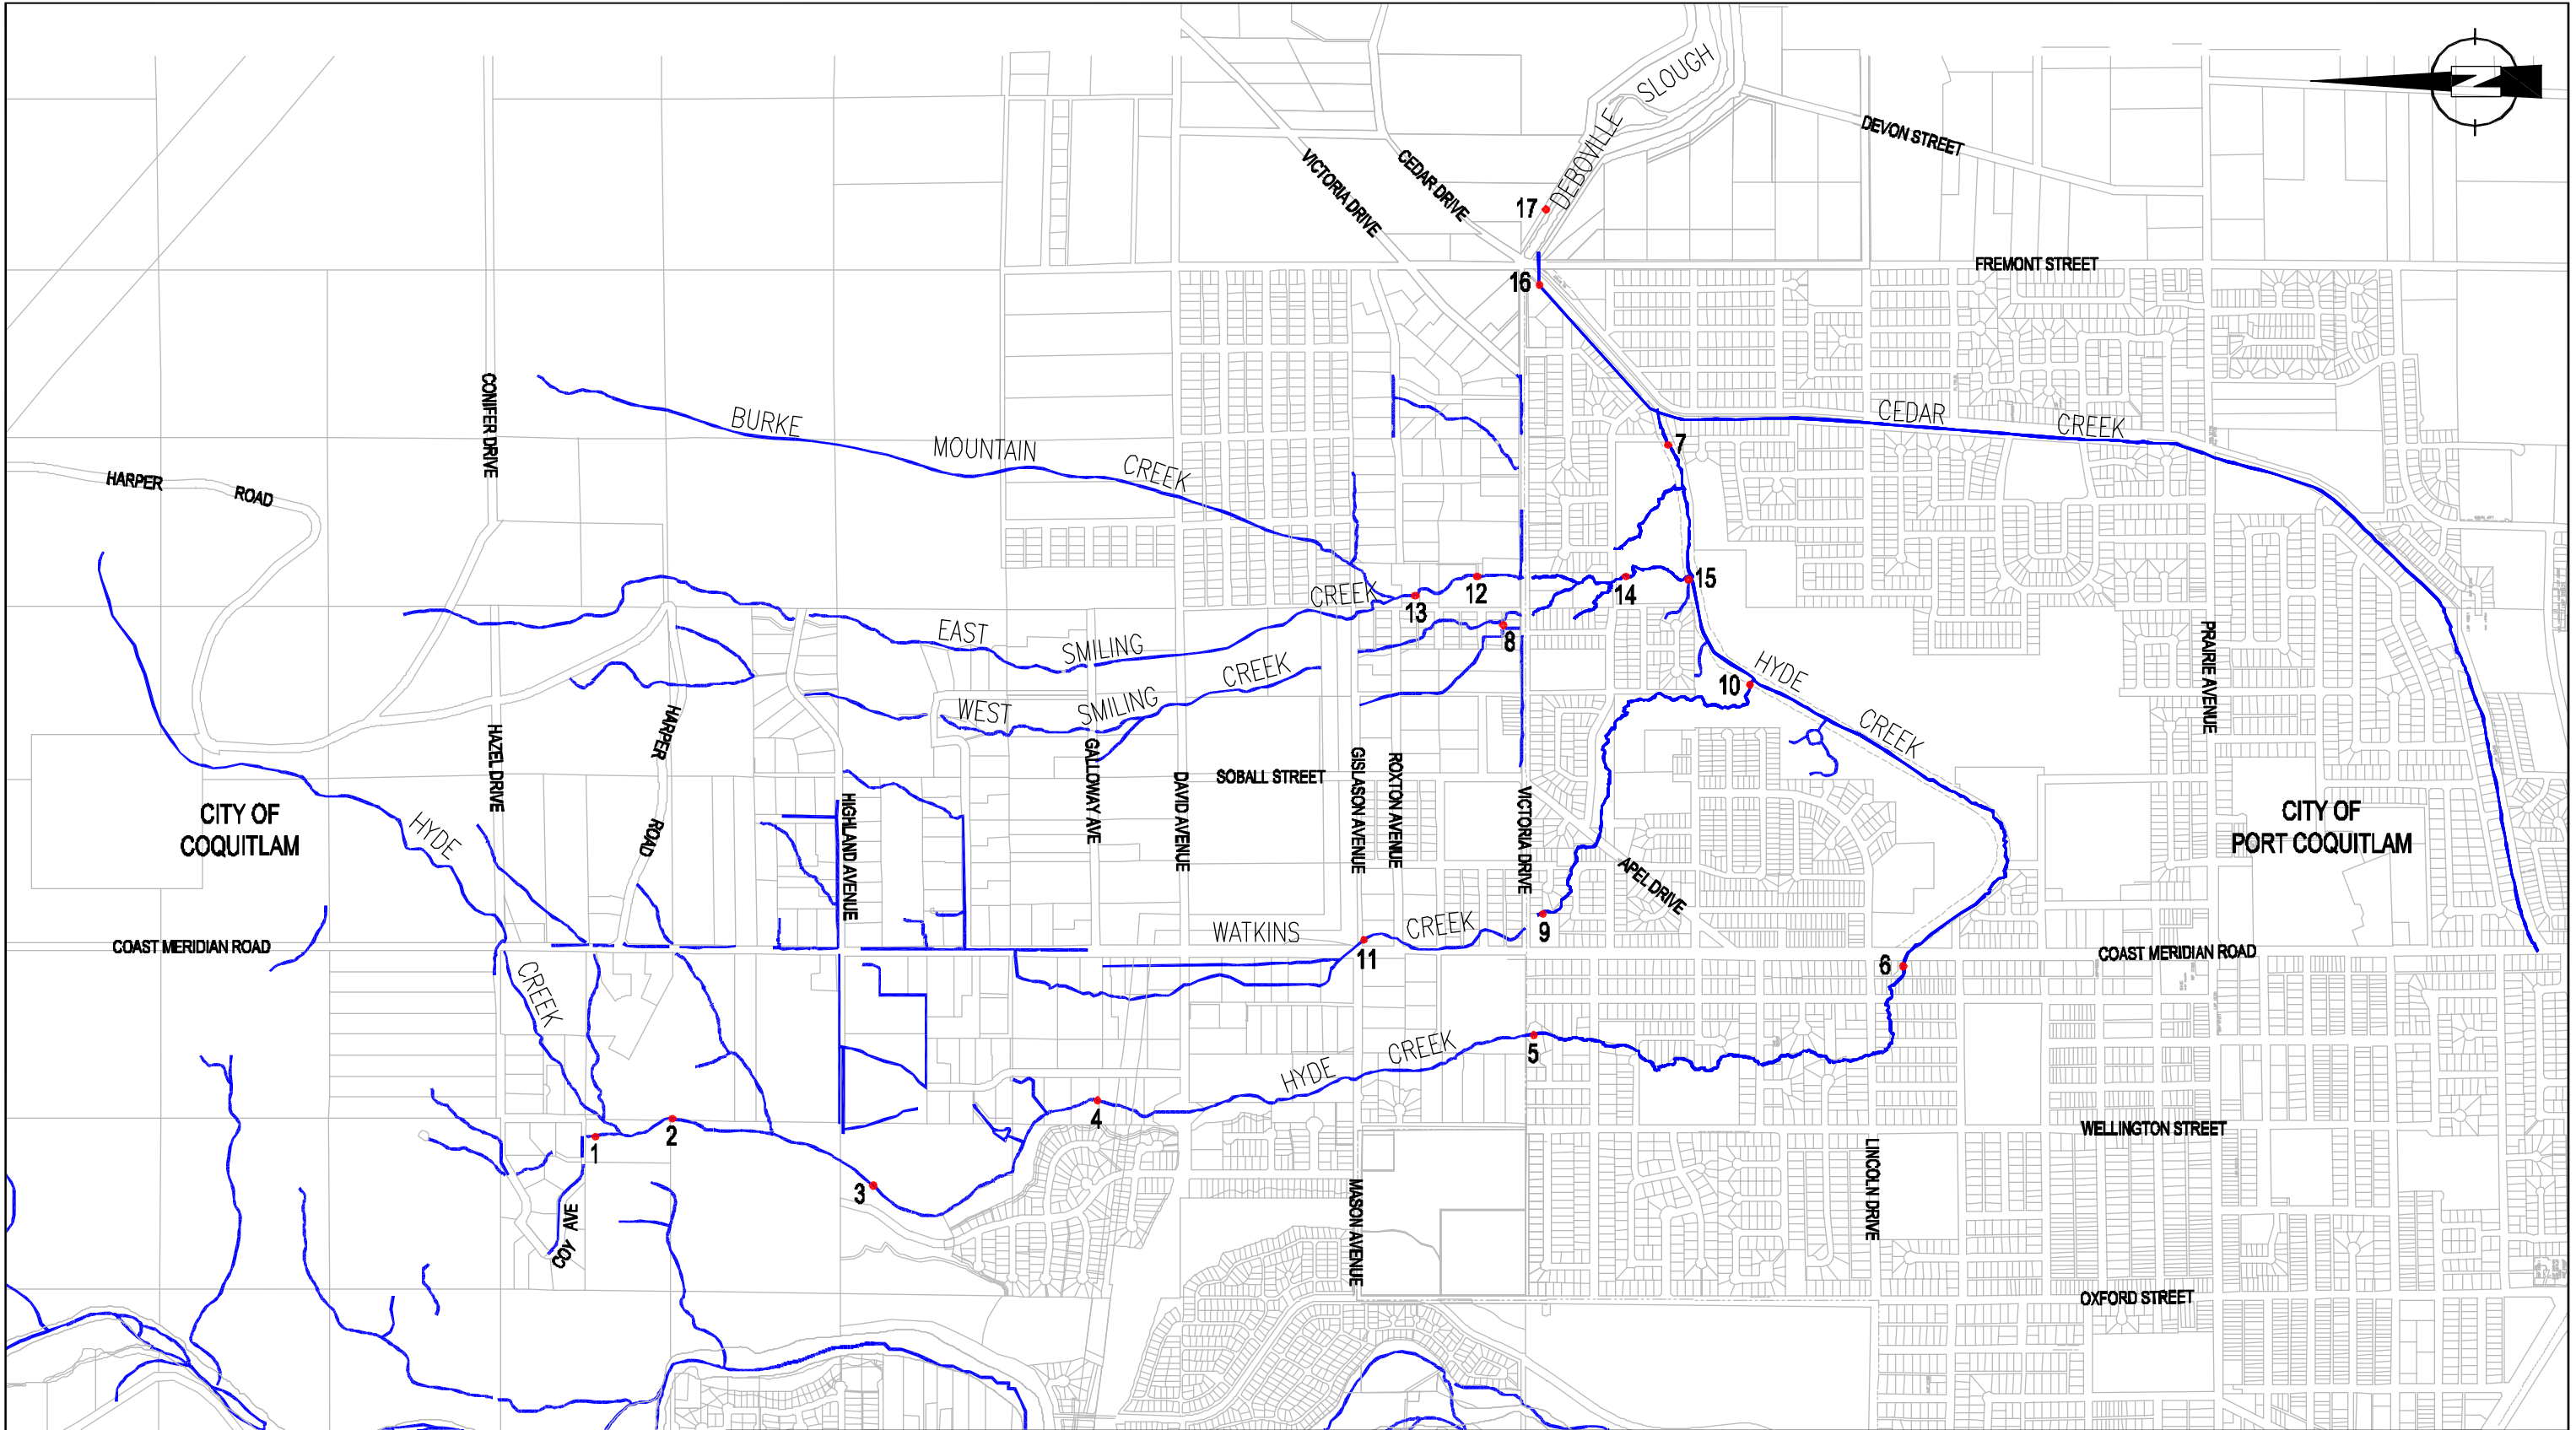 N
DEBOVILLE SLOUGH
DEVON STREET
VICTORIA DRIVE
CEDAR DRIVE
17
16
FREMONT STREET
CONIFER DRIVE
BURKE MOUNTAIN CREEK
CEDAR CREEK
7
HARPER ROAD
12
13
14
15
CREEK
EAST SMILING
8
WEST SMILING CREEK
10
HYDE CREEK
PRAIRIE AVENUE
HAZEL DRIVE
HARPER ROAD
HIGHLAND AVENUE
GALLOWAY AVE
DAVID AVENUE
SOBALL STREET
GISLASON AVENUE
ROXTON AVENUE
VICTORIA DRIVE
APEL DRIVE
CITY OF
COQUITLAM
CITY OF
PORT COQUITLAM
HYDE CREEK
COAST MERIDIAN ROAD
WATKINS CREEK
11
9
6
COAST MERIDIAN ROAD
HYDE CREEK
5
4
1
2
3
COY AVE
MASON AVENUE
LINCOLN DRIVE
WELLINGTON STREET
OXFORD STREET